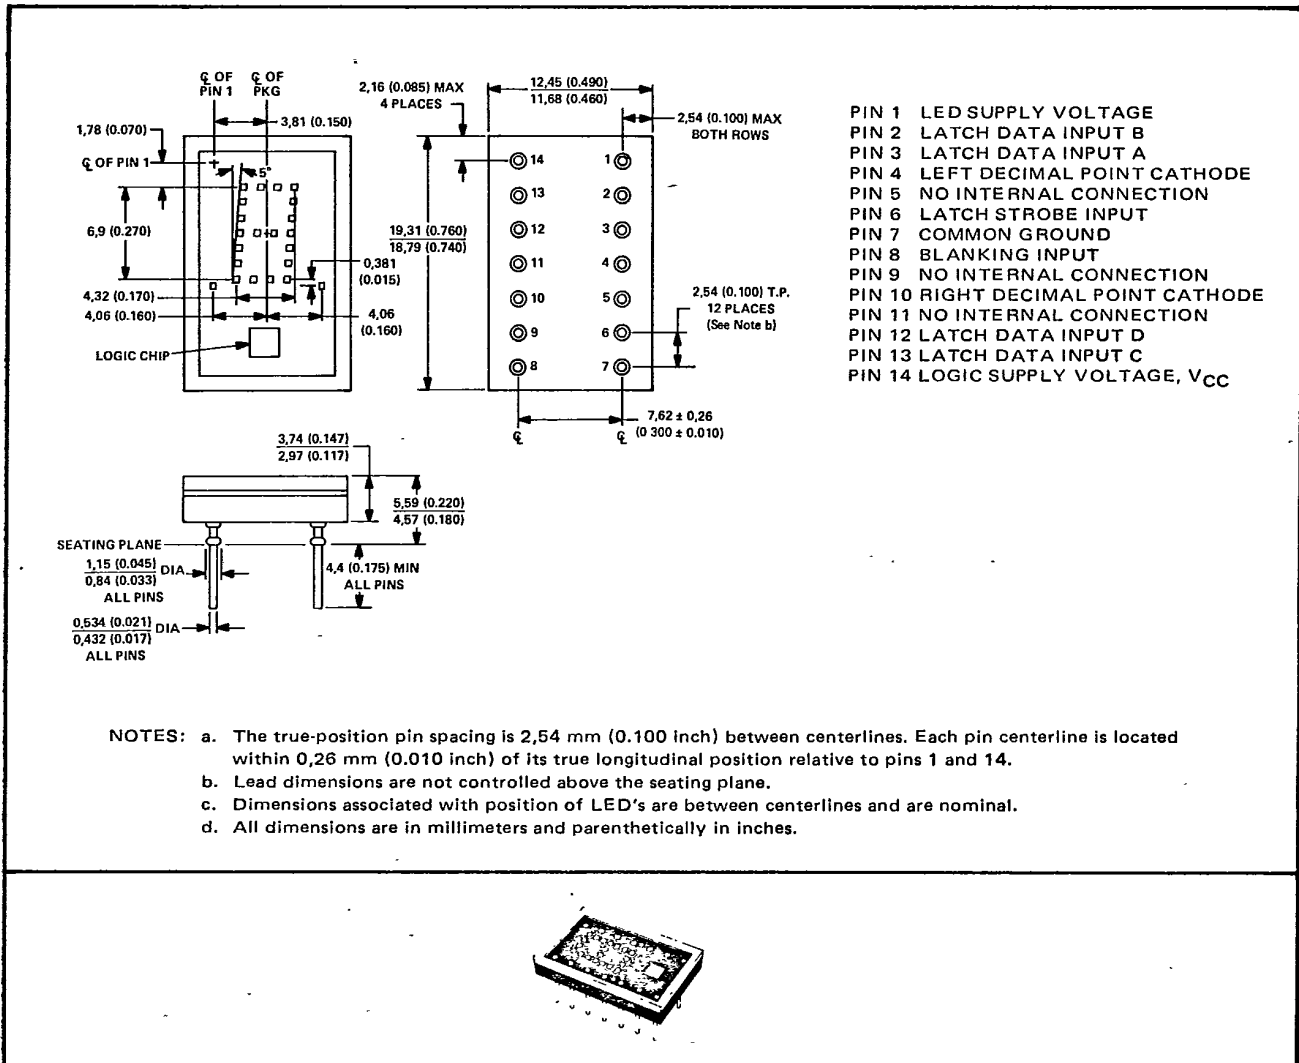 ℄ OF PIN 1
℄ OF PKG
3,81 (0.150)
1,78 (0.070)
℄ OF PIN 1
5°
6,9 (0.270)
0,381 (0.015)
4,32 (0.170)
4,06 (0.160)
4,06 (0.160)
LOGIC CHIP
2,16 (0.085) MAX
4 PLACES
12,45 (0.490)
11,68 (0.460)
2,54 (0.100) MAX
BOTH ROWS
14 1
13 2
12 3
11 4
10 5
9 6
8 7
19,31 (0.760)
18,79 (0.740)
2,54 (0.100) T.P.
12 PLACES
(See Note b)
7,62 ± 0,26
(0 300 ± 0.010)
℄ ℄
PIN 1 LED SUPPLY VOLTAGE
PIN 2 LATCH DATA INPUT B
PIN 3 LATCH DATA INPUT A
PIN 4 LEFT DECIMAL POINT CATHODE
PIN 5 NO INTERNAL CONNECTION
PIN 6 LATCH STROBE INPUT
PIN 7 COMMON GROUND
PIN 8 BLANKING INPUT
PIN 9 NO INTERNAL CONNECTION
PIN 10 RIGHT DECIMAL POINT CATHODE
PIN 11 NO INTERNAL CONNECTION
PIN 12 LATCH DATA INPUT D
PIN 13 LATCH DATA INPUT C
PIN 14 LOGIC SUPPLY VOLTAGE, VCC
3,74 (0.147)
2,97 (0.117)
5,59 (0.220)
4,57 (0.180)
SEATING PLANE
1,15 (0.045)
0,84 (0.033)
DIA
ALL PINS
4,4 (0.175) MIN
ALL PINS
0,534 (0.021)
0,432 (0.017)
DIA
ALL PINS
NOTES: a. The true-position pin spacing is 2,54 mm (0.100 inch) between centerlines. Each pin centerline is located
within 0,26 mm (0.010 inch) of its true longitudinal position relative to pins 1 and 14.
b. Lead dimensions are not controlled above the seating plane.
c. Dimensions associated with position of LED's are between centerlines and are nominal.
d. All dimensions are in millimeters and parenthetically in inches.